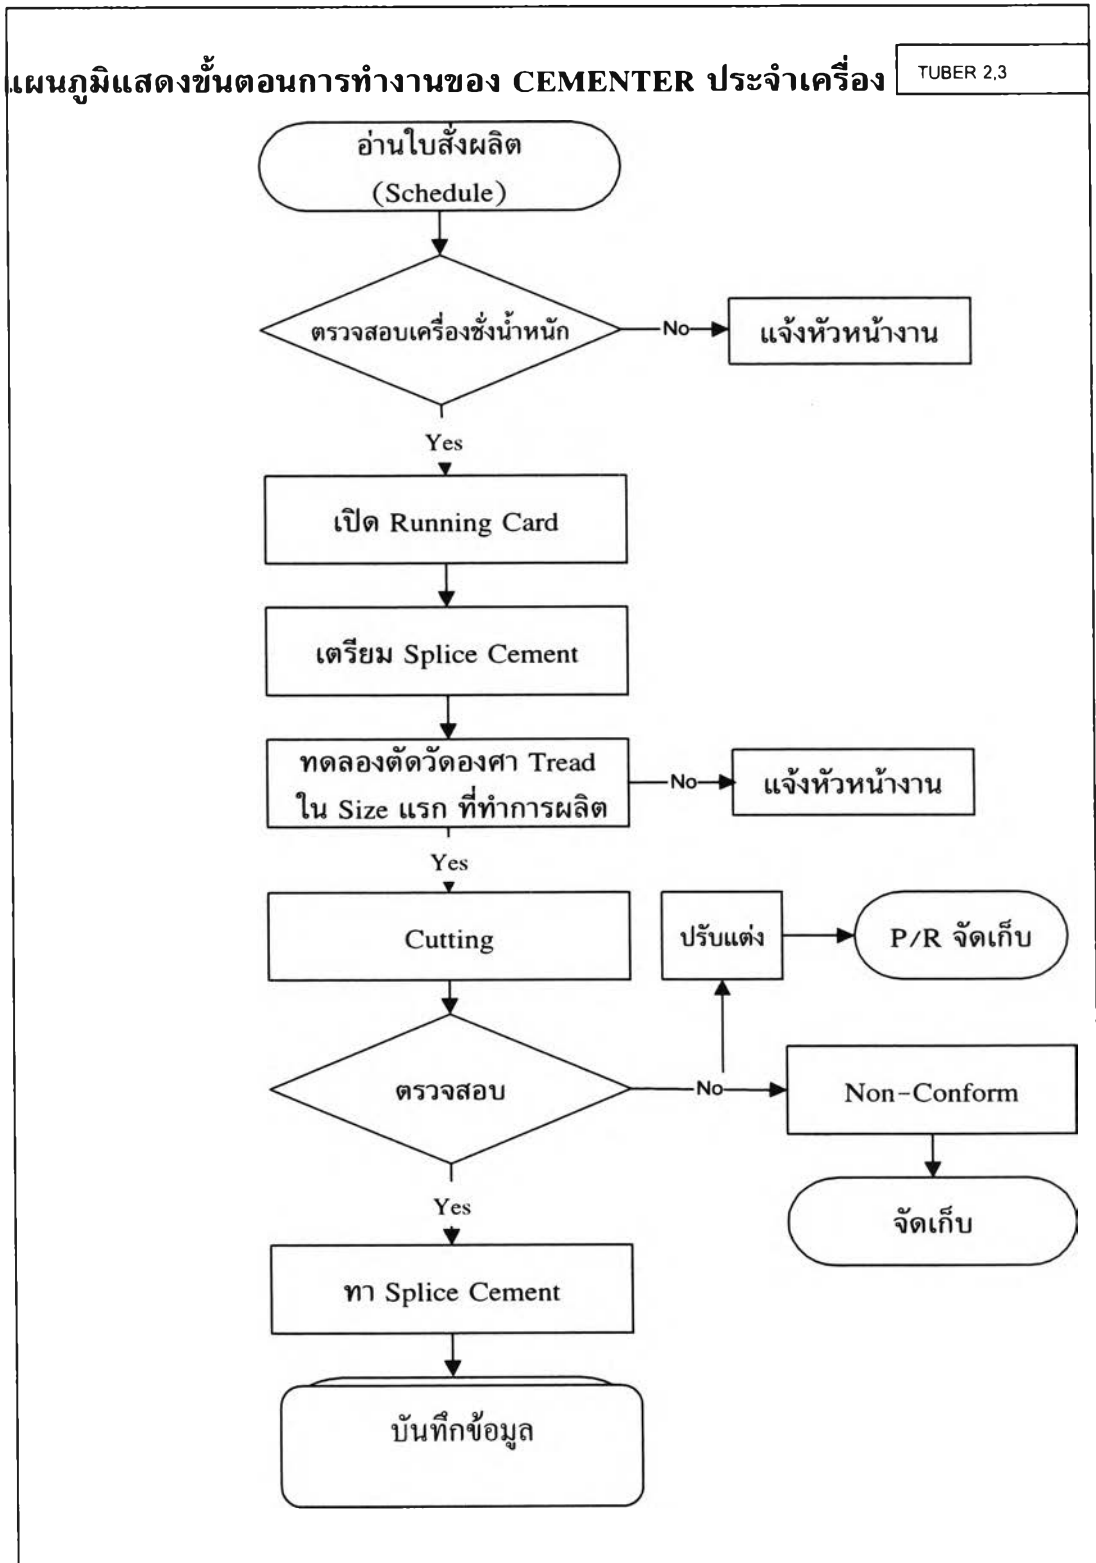 แผนภูมิแสดงขั้นตอนการทำงานของ CEMENTER ประจำเครื่อง
TUBER 2,3
อ่านใบสั่งผลิต
(Schedule)
ตรวจสอบเครื่องชั่งน้ำหนัก
No
แจ้งหัวหน้างาน
Yes
เปิด Running Card
เตรียม Splice Cement
ทดลองตัดวัดองศา Tread
ใน Size แรก ที่ทำการผลิต
No
แจ้งหัวหน้างาน
Yes
Cutting
ปรับแต่ง
P/R จัดเก็บ
ตรวจสอบ
No
Non-Conform
Yes
จัดเก็บ
ทา Splice Cement
บันทึกข้อมูล